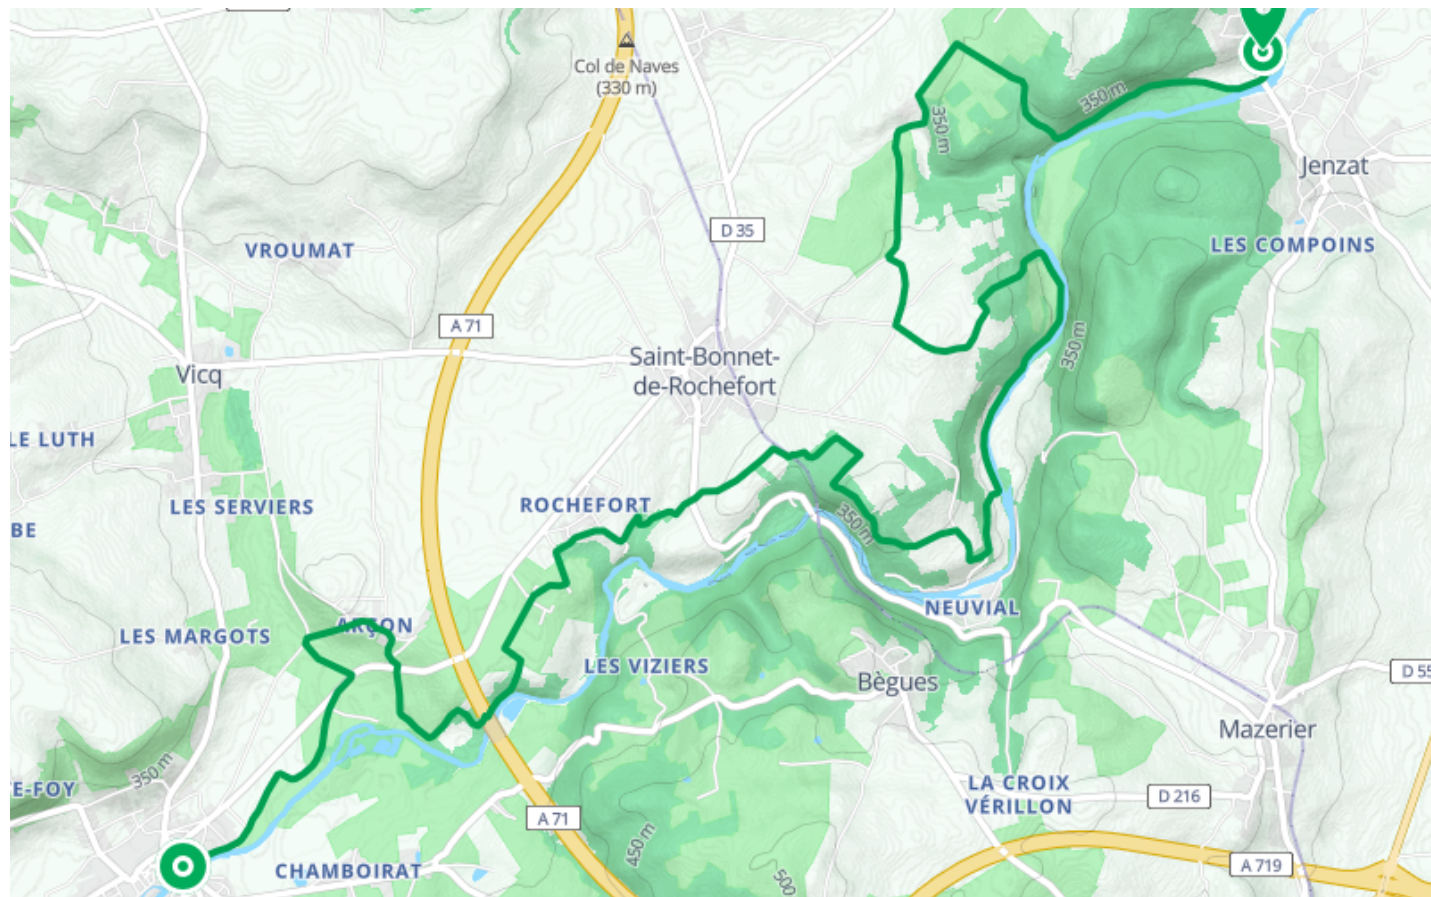 Col de Naves
(330 m)
350 m
350 m
Jenzat
D 35
VROUMAT
LES COMPOINS
A 71
350 m
Saint-Bonnet-
de-Rochefort
Vicq
LE LUTH
LES SERVIERS
ROCHEFORT
BE
350 m
NEUVIAL
ARÇON
LES MARGOTS
LES VIZIERS
Bègues
D 55
Mazerier
350 m
E-FOY
LA CROIX
VÉRILLON
D 216
A 71
450 m
CHAMBOIRAT
A 719
500